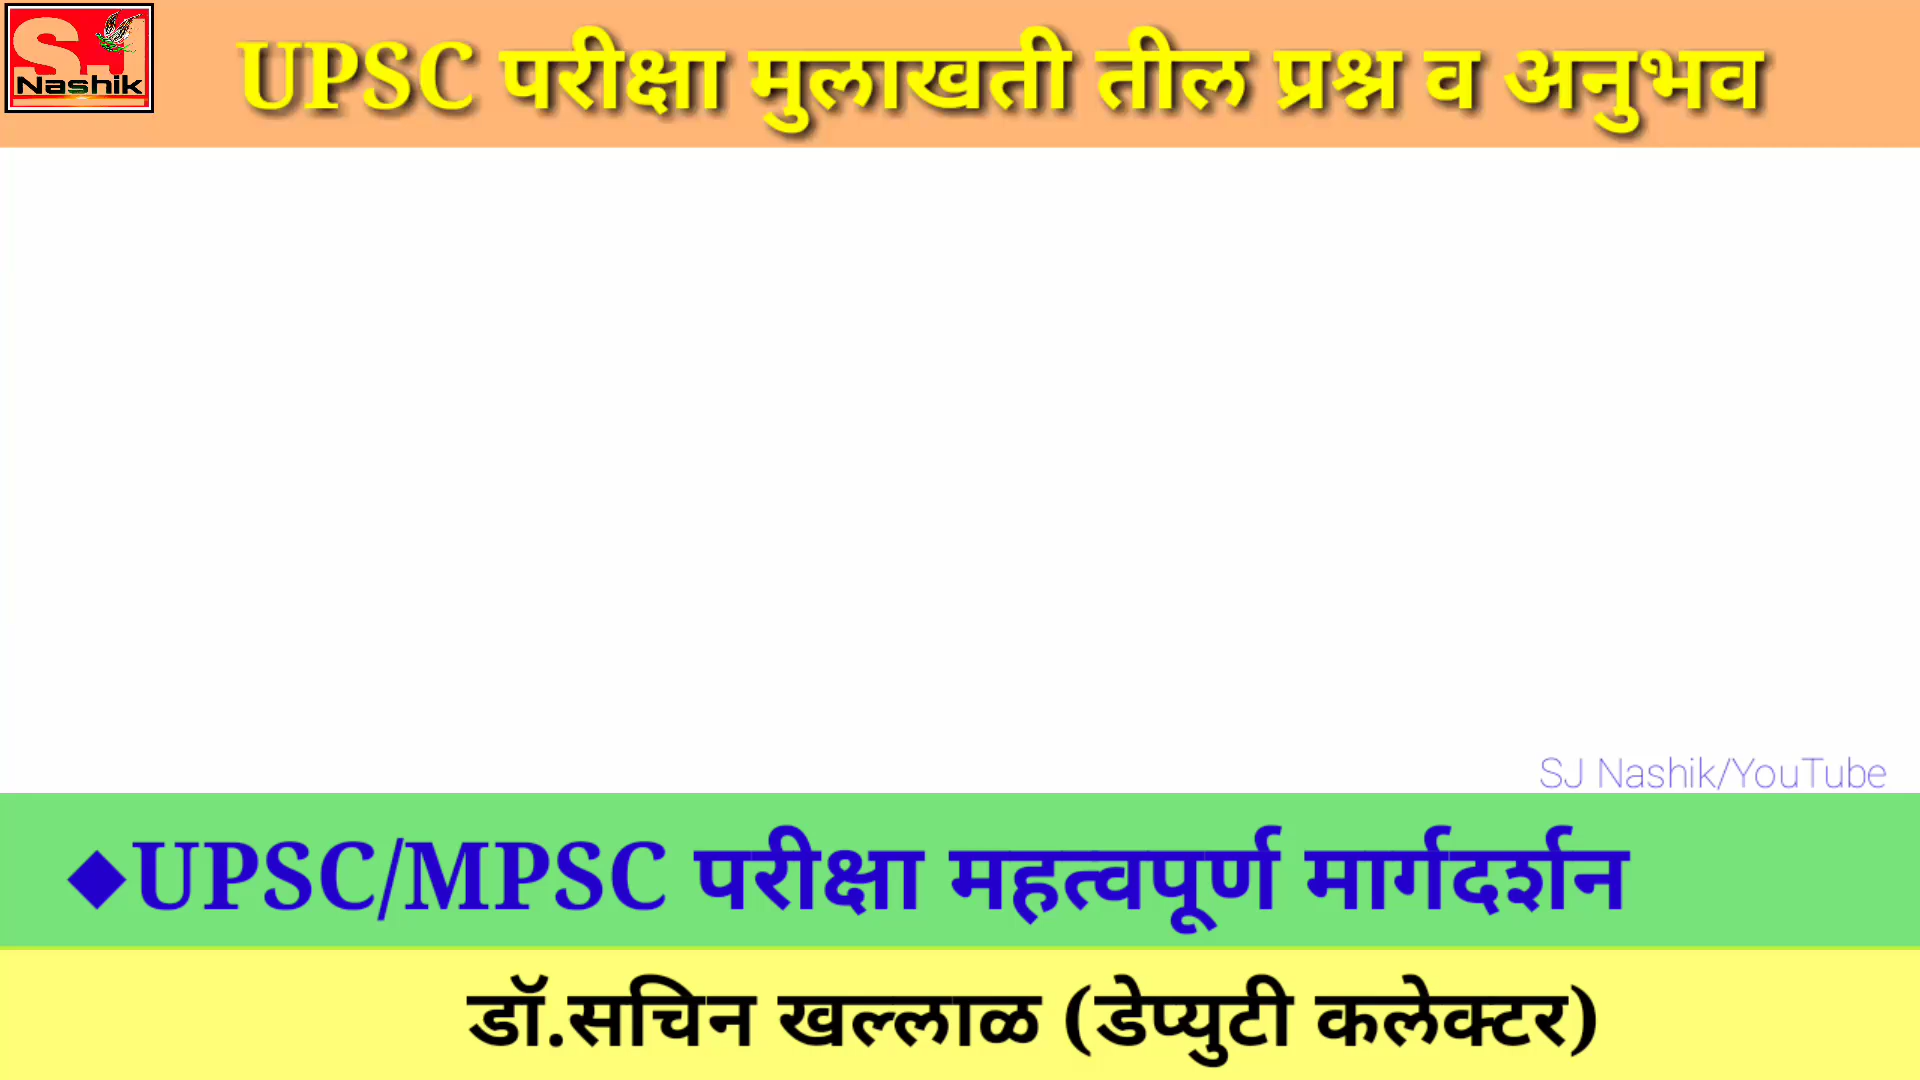 SJ
Nashik
UPSC परीक्षा मुलाखती तील प्रश्न व अनुभव
SJ Nashik/YouTube
◆UPSC/MPSC परीक्षा महत्वपूर्ण मार्गदर्शन
डॉ.सचिन खल्लाळ (डेप्युटी कलेक्टर)